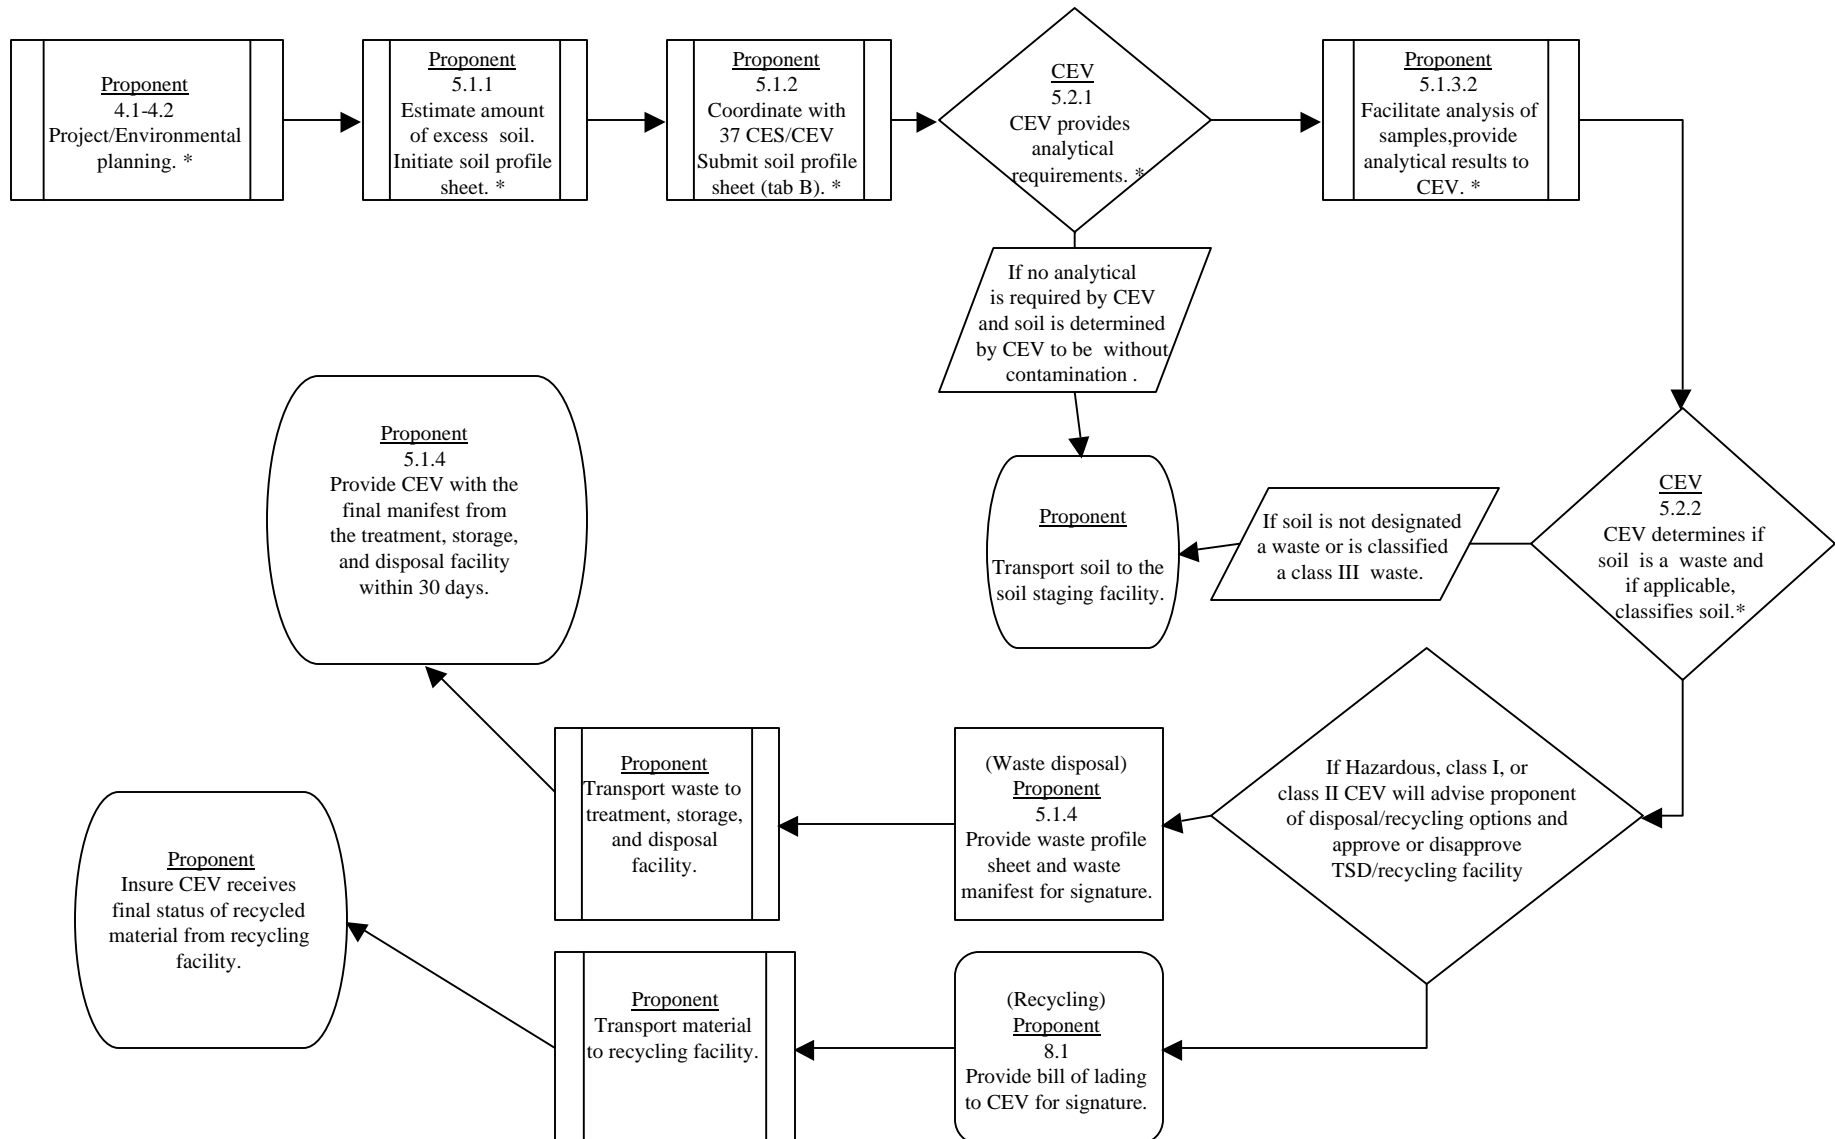 Proponent
4.1-4.2
Project/Environmental
planning. *
Proponent
5.1.1
Estimate amount
of excess soil.
Initiate soil profile
sheet. *
Proponent
5.1.2
Coordinate with
37 CES/CEV
Submit soil profile
sheet (tab B). *
CEV
5.2.1
CEV provides
analytical
requirements. *
Proponent
5.1.3.2
Facilitate analysis of
samples,provide
analytical results to
CEV. *
If no analytical
is required by CEV
and soil is determined
by CEV to be without
contamination .
Proponent
5.1.4
Provide CEV with the
final manifest from
the treatment, storage,
and disposal facility
within 30 days.
Proponent
Transport soil to the
soil staging facility.
If soil is not designated
a waste or is classified
a class III waste.
CEV
5.2.2
CEV determines if
soil is a waste and
if applicable,
classifies soil.*
Proponent
Transport waste to
treatment, storage,
and disposal
facility.
(Waste disposal)
Proponent
5.1.4
Provide waste profile
sheet and waste
manifest for signature.
If Hazardous, class I, or
class II CEV will advise proponent
of disposal/recycling options and
approve or disapprove
TSD/recycling facility
Proponent
Insure CEV receives
final status of recycled
material from recycling
facility.
Proponent
Transport material
to recycling facility.
(Recycling)
Proponent
8.1
Provide bill of lading
to CEV for signature.